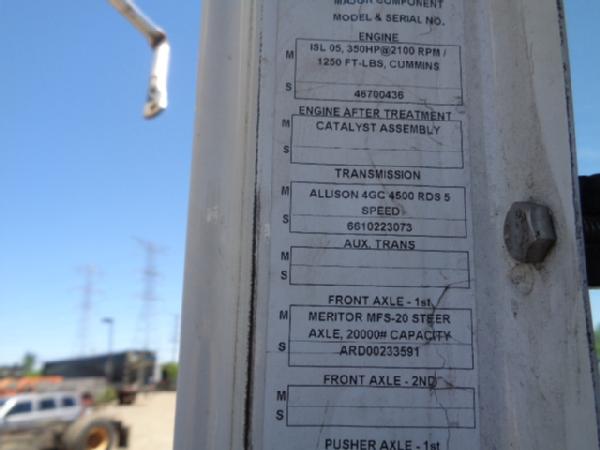 MAJOR COMPONENT
MODEL & SERIAL NO.
ENGINE
M ISL 05, 350HP@2100 RPM /
1250 FT-LBS, CUMMINS
S 46700436
ENGINE AFTER TREATMENT
M CATALYST ASSEMBLY
S
TRANSMISSION
M ALLISON 4GC 4500 RDS 5
SPEED
S 6610223073
AUX. TRANS
M
S
FRONT AXLE - 1st
M MERITOR MFS-20 STEER
AXLE, 20000# CAPACITY
S ARD00233591
FRONT AXLE - 2ND
M
S
PUSHER AXLE - 1st